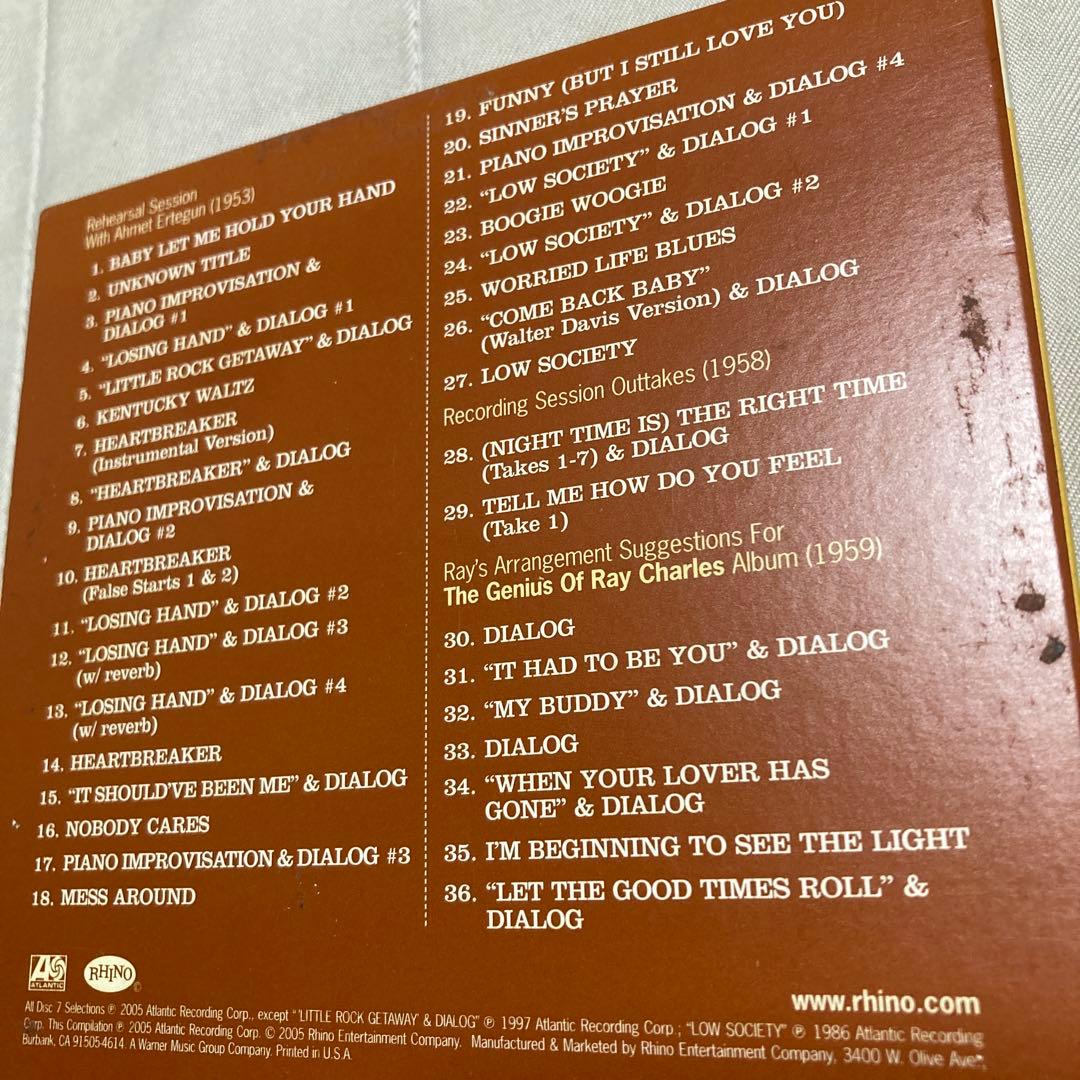 Rehearsal Session
With Ahmet Ertegun (1953)
1. BABY LET ME HOLD YOUR HAND
2. UNKNOWN TITLE
3. PIANO IMPROVISATION &
DIALOG #1
4. "LOSING HAND" & DIALOG #1
5. "LITTLE ROCK GETAWAY" & DIALOG
6. KENTUCKY WALTZ
7. HEARTBREAKER
(Instrumental Version)
8. "HEARTBREAKER" & DIALOG
9. PIANO IMPROVISATION &
DIALOG #2
10. HEARTBREAKER
(False Starts 1 & 2)
11. "LOSING HAND" & DIALOG #2
12. "LOSING HAND" & DIALOG #3
(w/ reverb)
13. "LOSING HAND" & DIALOG #4
(w/ reverb)
14. HEARTBREAKER
15. "IT SHOULD'VE BEEN ME" & DIALOG
16. NOBODY CARES
17. PIANO IMPROVISATION & DIALOG #3
18. MESS AROUND
19. FUNNY (BUT I STILL LOVE YOU)
20. SINNER'S PRAYER
21. PIANO IMPROVISATION & DIALOG #4
22. "LOW SOCIETY" & DIALOG #1
23. BOOGIE WOOGIE
24. "LOW SOCIETY" & DIALOG #2
25. WORRIED LIFE BLUES
26. "COME BACK BABY"
(Walter Davis Version) & DIALOG
27. LOW SOCIETY
Recording Session Outtakes (1958)
28. (NIGHT TIME IS) THE RIGHT TIME
(Takes 1-7) & DIALOG
29. TELL ME HOW DO YOU FEEL
(Take 1)
Ray's Arrangement Suggestions For
The Genius Of Ray Charles Album (1959)
30. DIALOG
31. "IT HAD TO BE YOU" & DIALOG
32. "MY BUDDY" & DIALOG
33. DIALOG
34. "WHEN YOUR LOVER HAS
GONE" & DIALOG
35. I'M BEGINNING TO SEE THE LIGHT
36. "LET THE GOOD TIMES ROLL" &
DIALOG
ATLANTIC
RHINO
www.rhino.com
All Disc 7 Selections ℗ 2005 Atlantic Recording Corp., except "'LITTLE ROCK GETAWAY' & DIALOG" ℗ 1997 Atlantic Recording Corp.; "LOW SOCIETY" ℗ 1986 Atlantic Recording
Corp. This Compilation ℗ 2005 Atlantic Recording Corp. © 2005 Rhino Entertainment Company. Manufactured & Marketed by Rhino Entertainment Company, 3400 W. Olive Ave.,
Burbank, CA 91505-4614. A Warner Music Group Company. Printed in U.S.A.